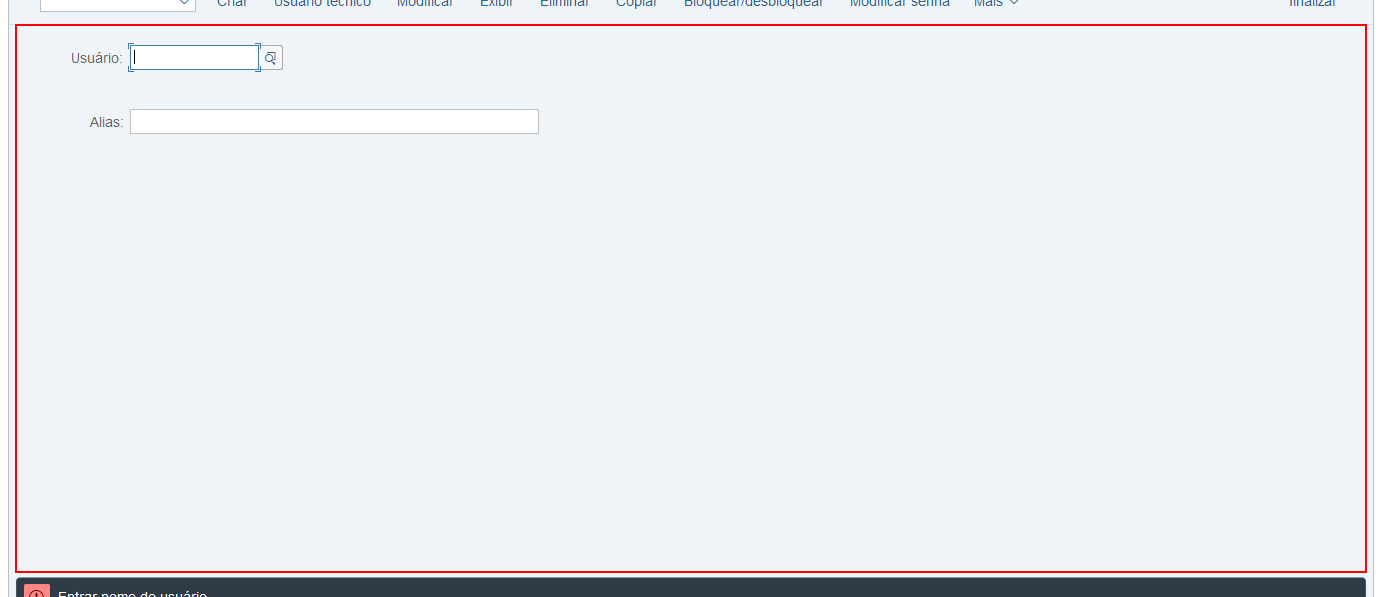 Criar Usuário técnico Modificar Exibir Eliminar Copiar Bloquear/desbloquear Modificar senha Mais finalizar
Usuário:
Alias:
Entrar nome do usuário